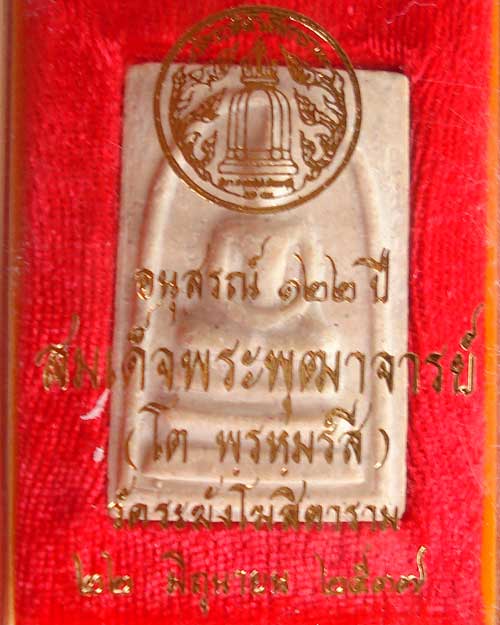 อนุสรณ์ ๑๒๒ ปี
สมเด็จพระพุฒาจารย์
(โต พรหมรังสี)
วัดระฆังโฆสิตาราม
๒๒ มิถุนายน ๒๕๓๗